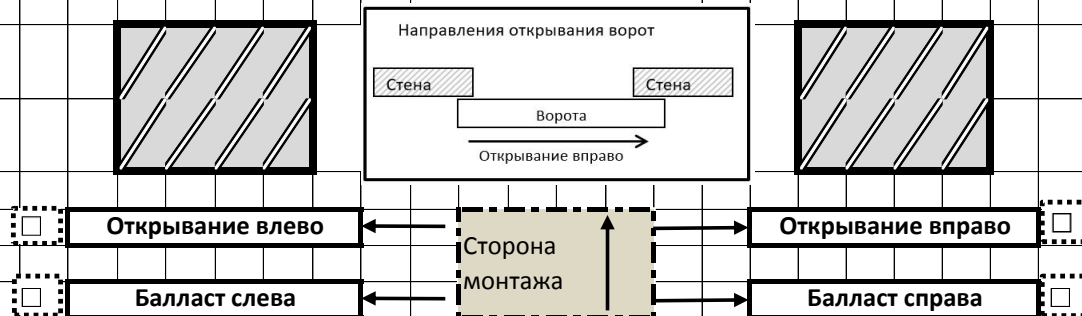 Направления открывания ворот
Стена
Стена
Ворота
Открывание вправо
Открывание влево
Сторона
монтажа
Открывание вправо
Балласт слева
Балласт справа